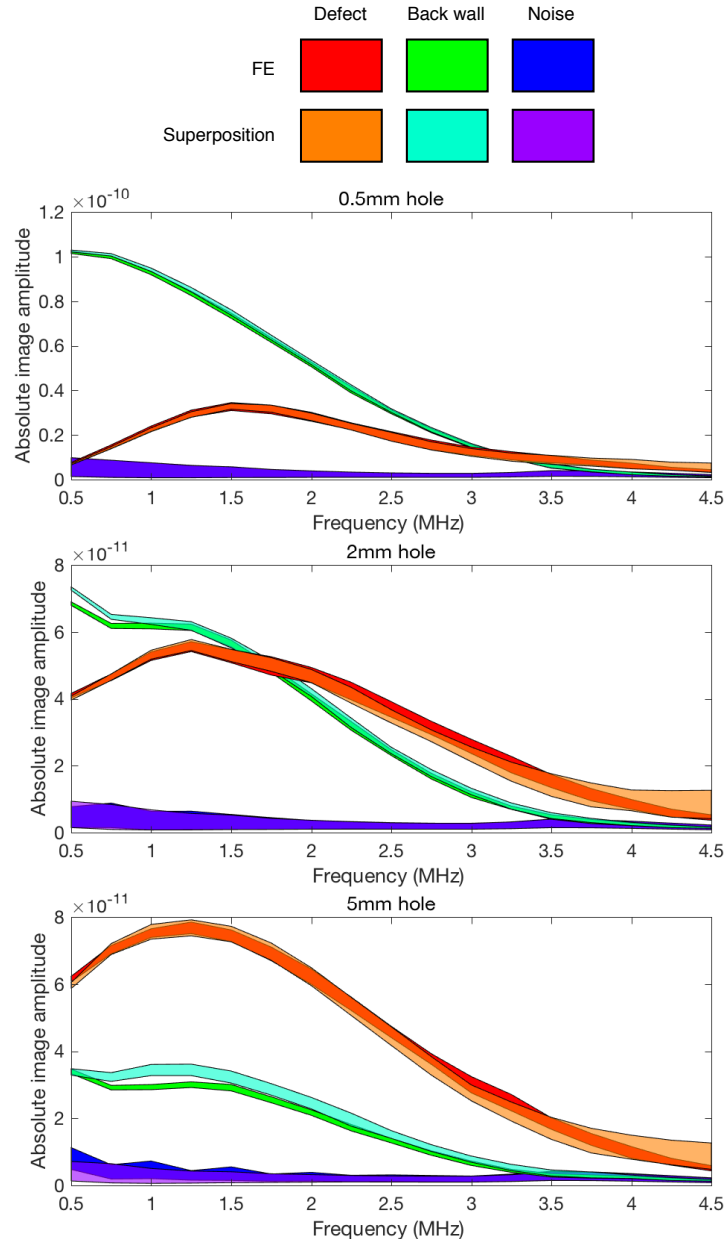 Defect Back wall Noise
FE
Superposition
×10-10
0.5mm hole
1.2
1
0.8
0.6
0.4
0.2
0
Absolute image amplitude
0.5 1 1.5 2 2.5 3 3.5 4 4.5
Frequency (MHz)
×10-11
2mm hole
8
6
4
2
0
Absolute image amplitude
0.5 1 1.5 2 2.5 3 3.5 4 4.5
Frequency (MHz)
×10-11
5mm hole
8
6
4
2
0
Absolute image amplitude
0.5 1 1.5 2 2.5 3 3.5 4 4.5
Frequency (MHz)